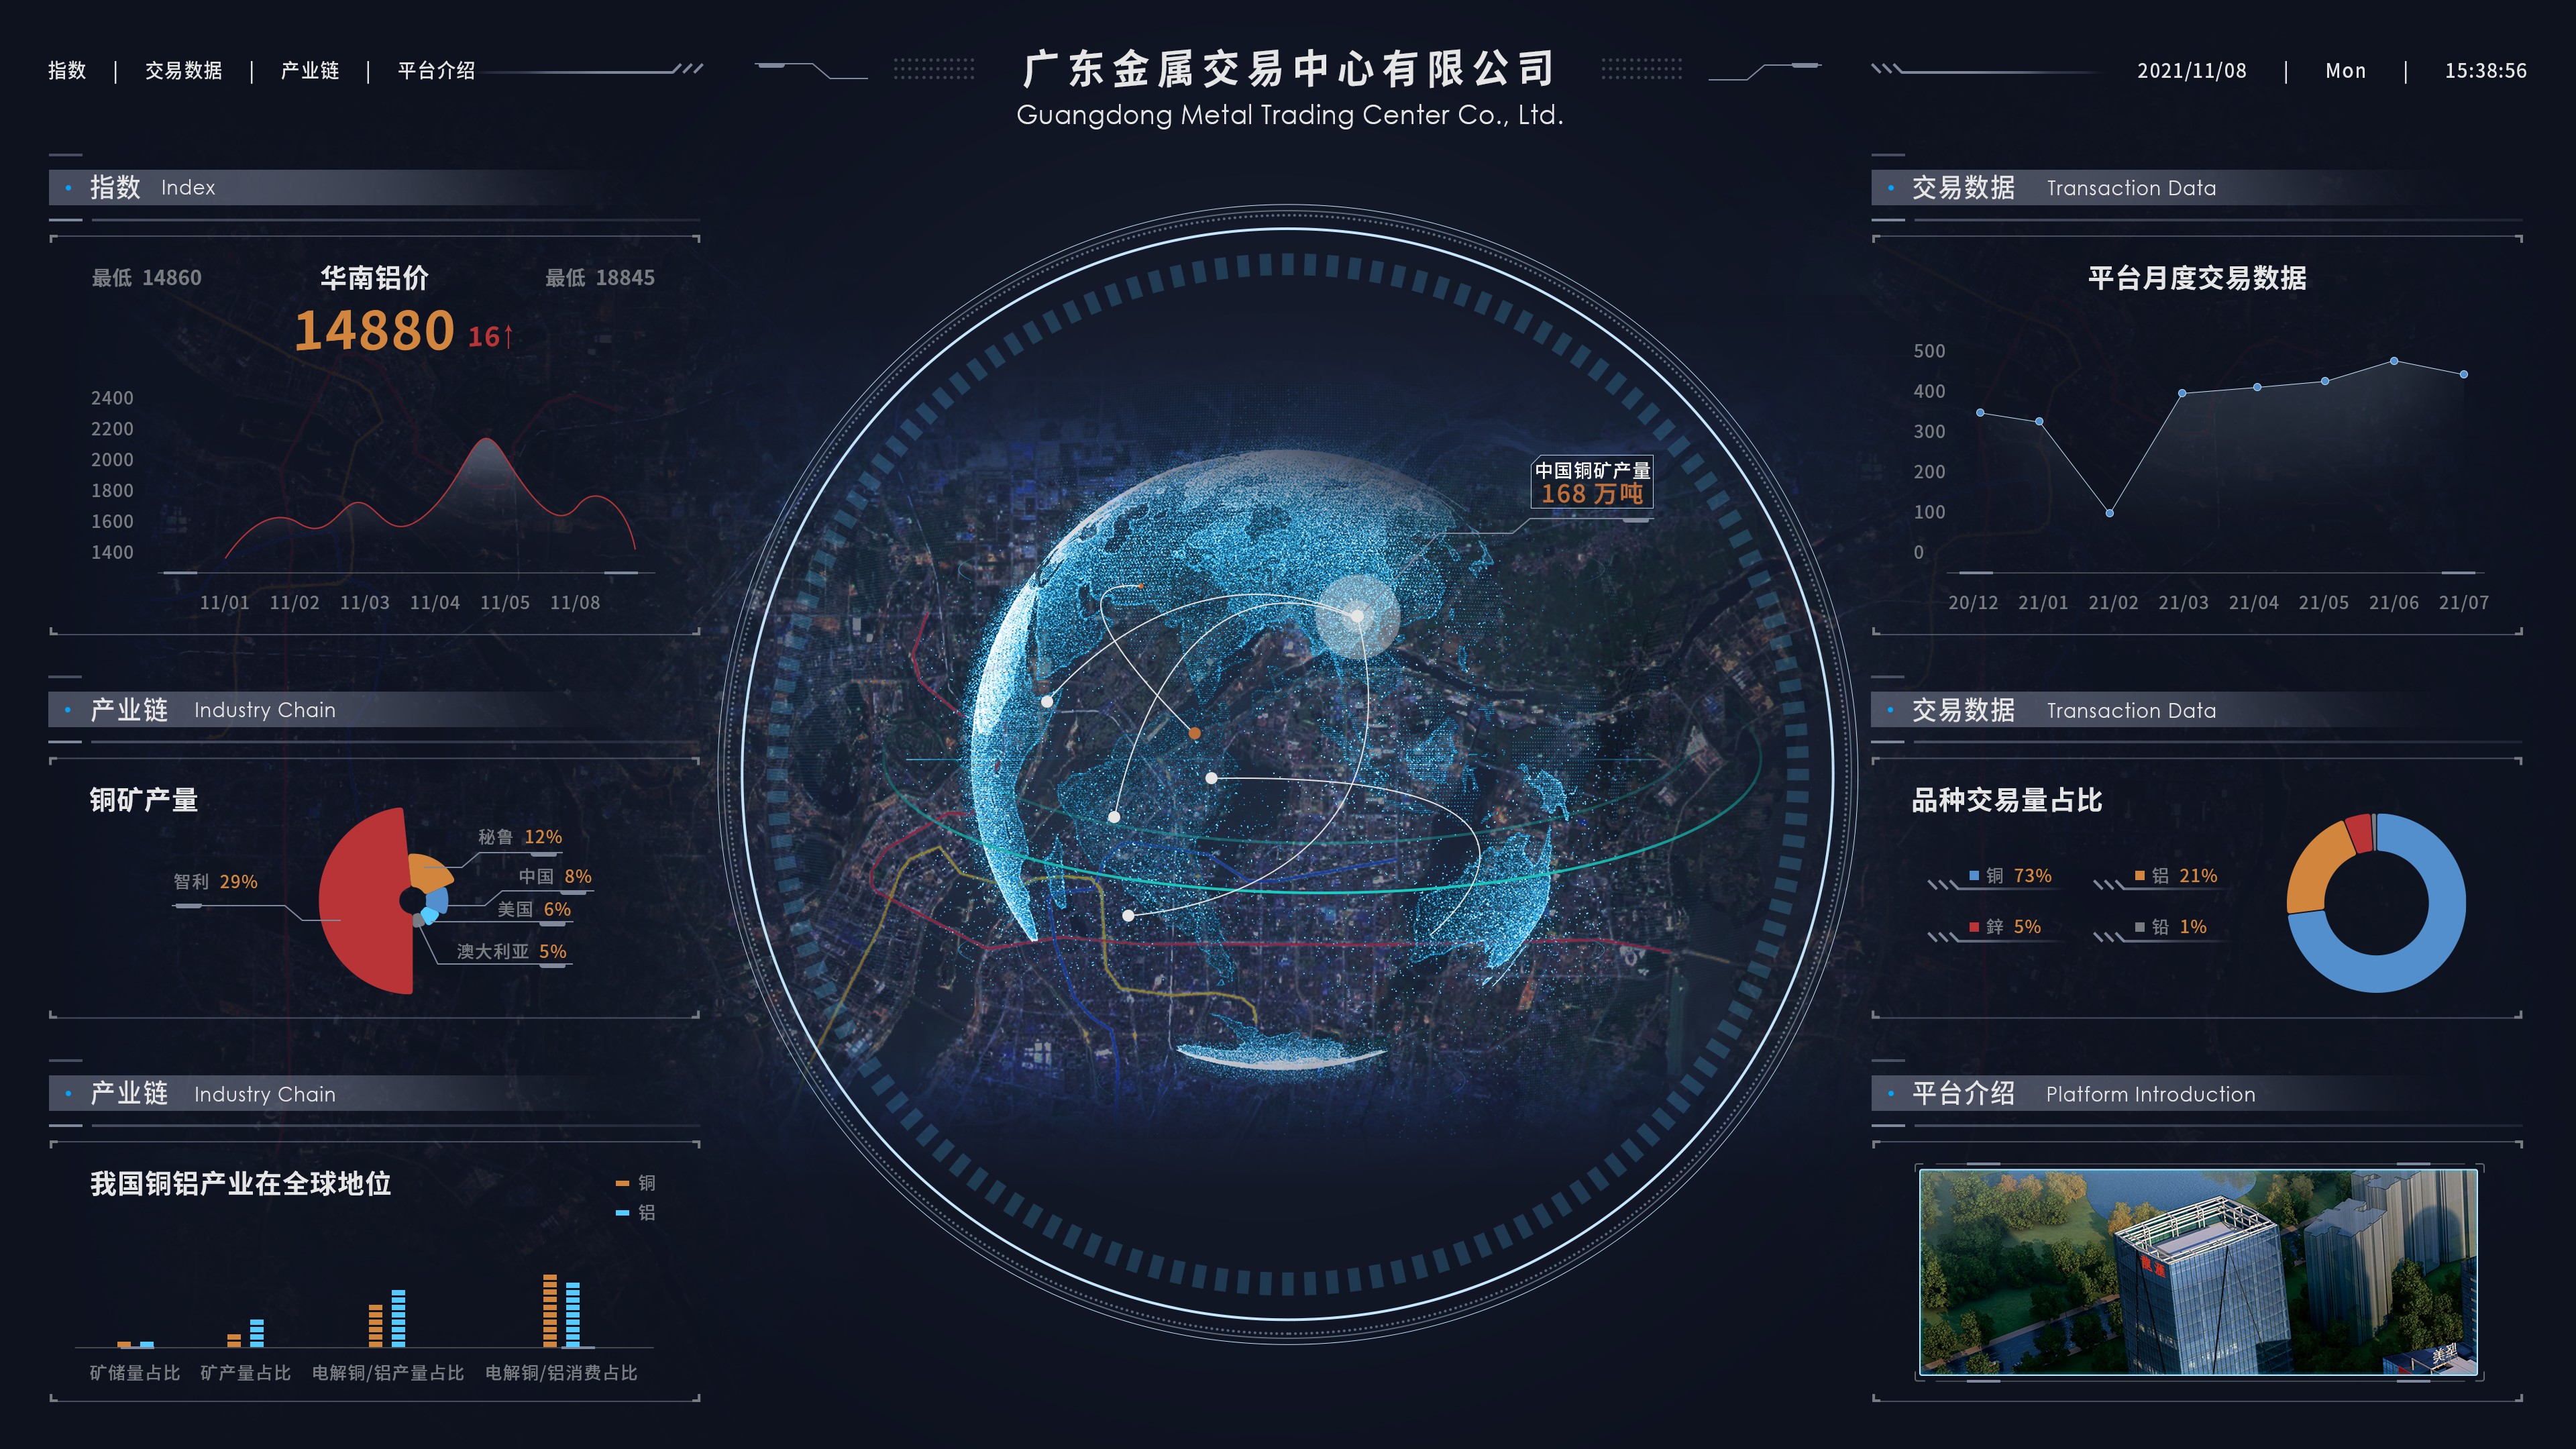 指数 | 交易数据 | 产业链 | 平台介绍
广东金属交易中心有限公司
Guangdong Metal Trading Center Co., Ltd.
2021/11/08 | Mon | 15:38:56
指数 Index
最低 14860
华南铝价
最低 18845
14880 16↑
2400
2200
2000
1800
1600
1400
11/01 11/02 11/03 11/04 11/05 11/08
产业链 Industry Chain
铜矿产量
智利 29%
秘鲁 12%
中国 8%
美国 6%
澳大利亚 5%
产业链 Industry Chain
我国铜铝产业在全球地位
铜
铝
矿储量占比 矿产量占比 电解铜/铝产量占比 电解铜/铝消费占比
中国铜矿产量
168 万吨
交易数据 Transaction Data
平台月度交易数据
500
400
300
200
100
0
20/12 21/01 21/02 21/03 21/04 21/05 21/06 21/07
交易数据 Transaction Data
品种交易量占比
铜 73% 铝 21%
鋅 5% 铅 1%
平台介绍 Platform Introduction